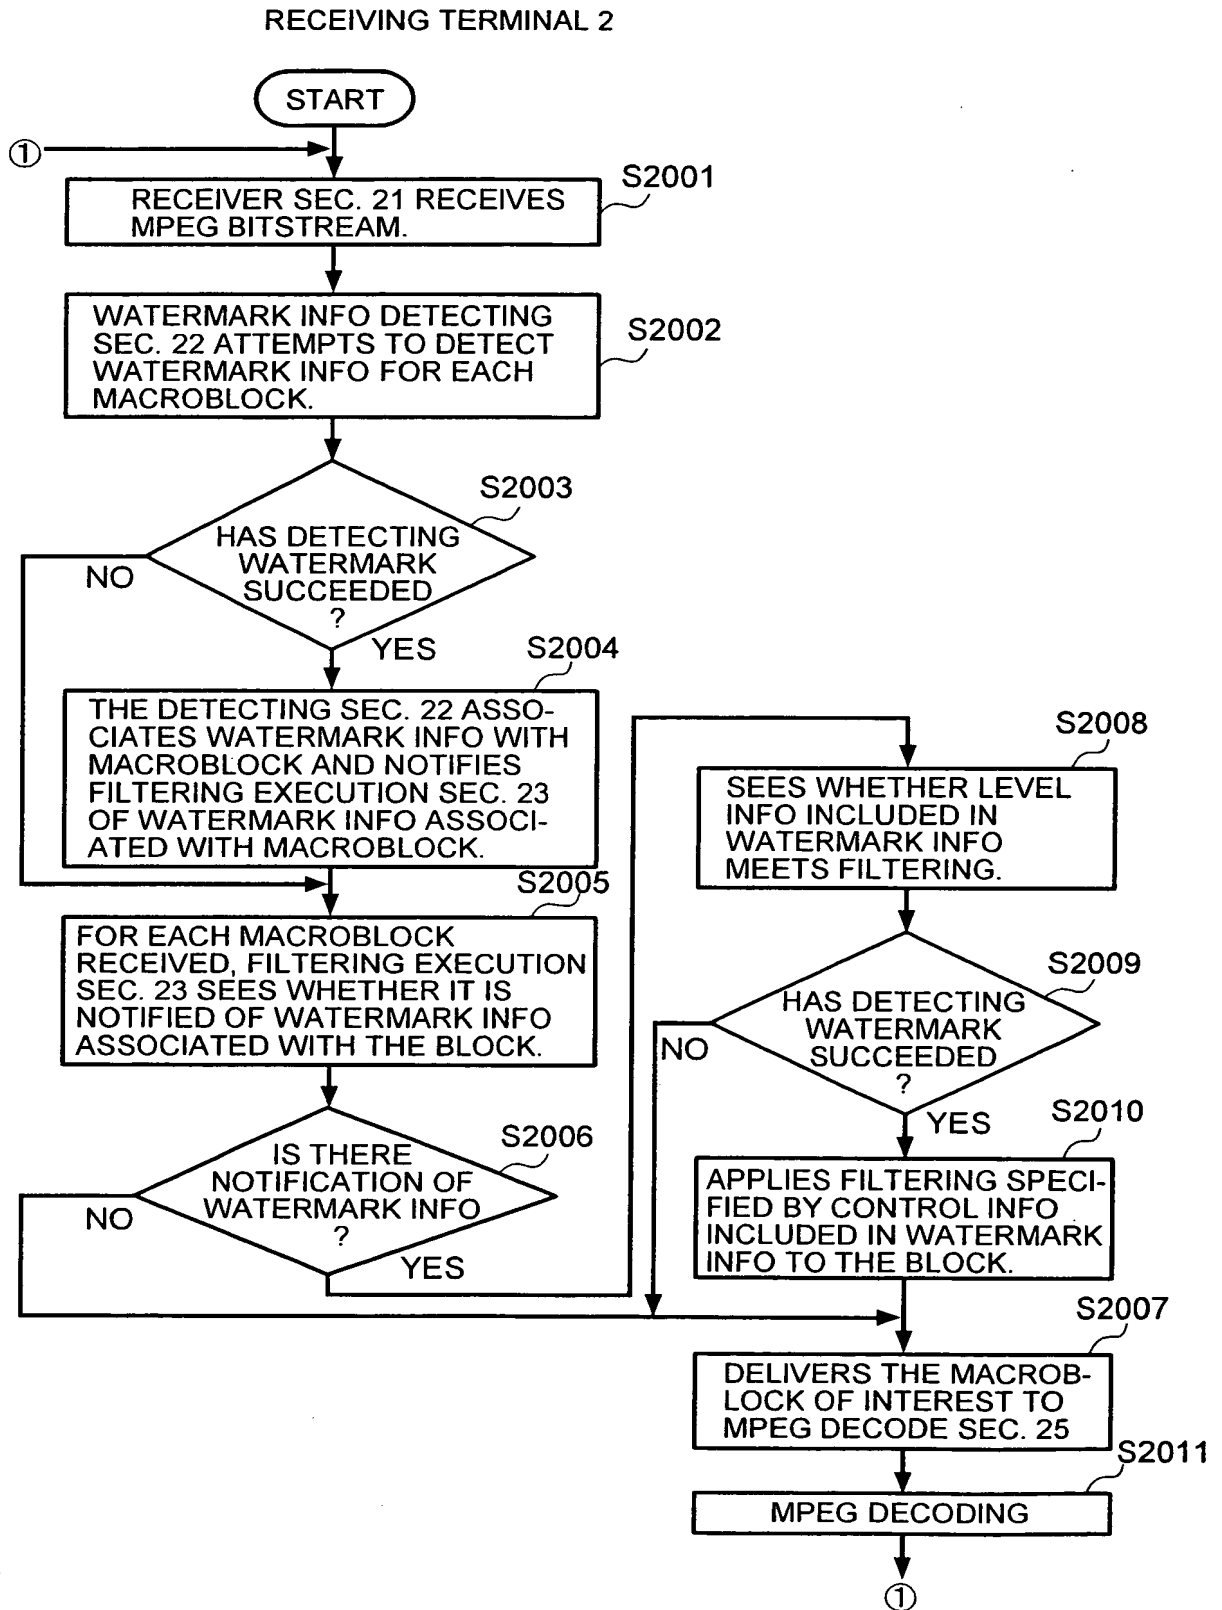 RECEIVING TERMINAL 2
START
①
S2001
RECEIVER SEC. 21 RECEIVES
MPEG BITSTREAM.
S2002
WATERMARK INFO DETECTING
SEC. 22 ATTEMPTS TO DETECT
WATERMARK INFO FOR EACH
MACROBLOCK.
S2003
HAS DETECTING
WATERMARK
SUCCEEDED
?
NO
YES
S2004
THE DETECTING SEC. 22 ASSO-
CIATES WATERMARK INFO WITH
MACROBLOCK AND NOTIFIES
FILTERING EXECUTION SEC. 23
OF WATERMARK INFO ASSOCI-
ATED WITH MACROBLOCK.
S2005
FOR EACH MACROBLOCK
RECEIVED, FILTERING EXECUTION
SEC. 23 SEES WHETHER IT IS
NOTIFIED OF WATERMARK INFO
ASSOCIATED WITH THE BLOCK.
S2006
IS THERE
NOTIFICATION OF
WATERMARK INFO
?
NO
YES
S2008
SEES WHETHER LEVEL
INFO INCLUDED IN
WATERMARK INFO
MEETS FILTERING.
S2009
HAS DETECTING
WATERMARK
SUCCEEDED
?
NO
YES
S2010
APPLIES FILTERING SPECI-
FIED BY CONTROL INFO
INCLUDED IN WATERMARK
INFO TO THE BLOCK.
S2007
DELIVERS THE MACROB-
LOCK OF INTEREST TO
MPEG DECODE SEC. 25
S2011
MPEG DECODING
①